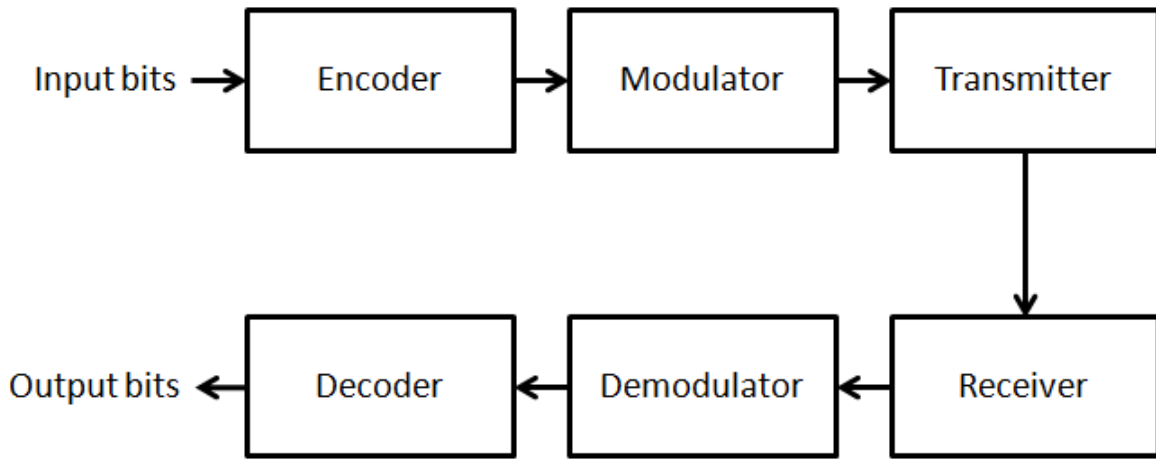 Input bits
Encoder
Modulator
Transmitter
Output bits
Decoder
Demodulator
Receiver